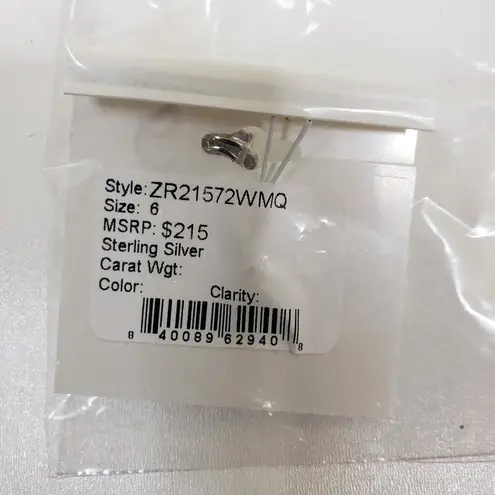 Style: ZR21572WMQ
Size: 6
MSRP: $215
Sterling Silver
Carat Wgt:
Color: Clarity:
8 40089 62940 8